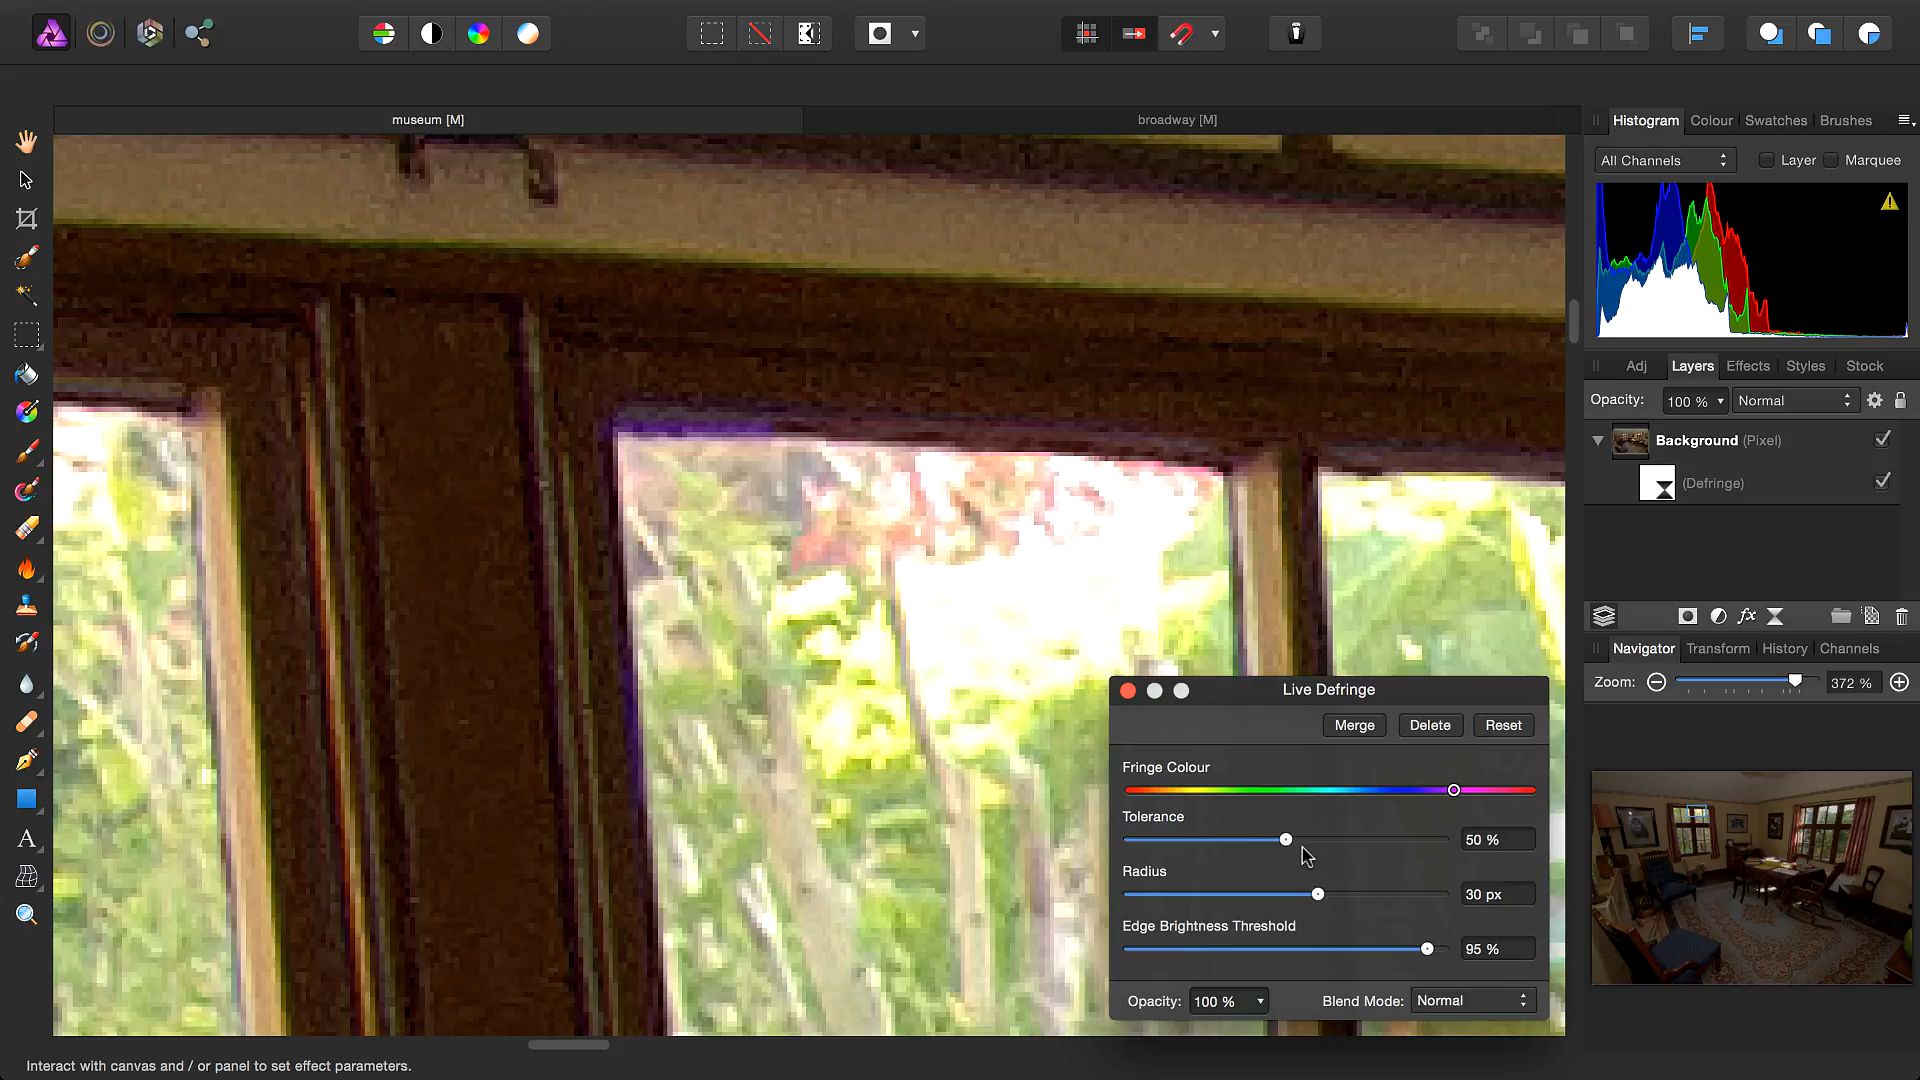 museum [M]
broadway [M]
Histogram Colour Swatches Brushes
All Channels Layer Marquee
Adj Layers Effects Styles Stock
Opacity: 100 % Normal
Background (Pixel)
(Defringe)
Navigator Transform History Channels
Zoom: 372 %
Live Defringe
Merge Delete Reset
Fringe Colour
Tolerance
50 %
Radius
30 px
Edge Brightness Threshold
95 %
Opacity: 100 % Blend Mode: Normal
Interact with canvas and / or panel to set effect parameters.